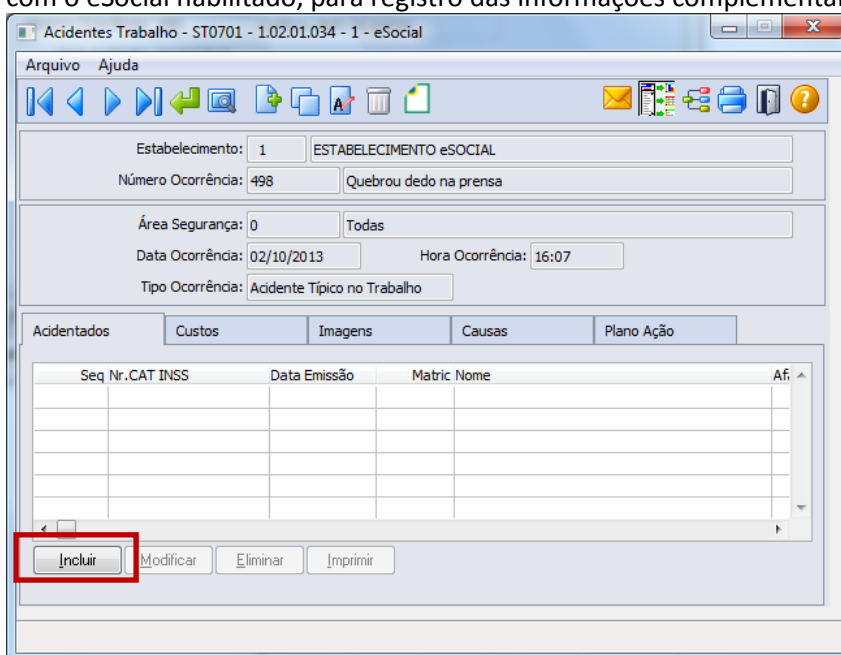 com o eSocial habilitado, para registro das informações complementa
Acidentes Trabalho - ST0701 - 1.02.01.034 - 1 - eSocial
Arquivo Ajuda
Estabelecimento: 1 ESTABELECIMENTO eSOCIAL
Número Ocorrência: 498 Quebrou dedo na prensa
Área Segurança: 0 Todas
Data Ocorrência: 02/10/2013 Hora Ocorrência: 16:07
Tipo Ocorrência: Acidente Típico no Trabalho
Acidentados Custos Imagens Causas Plano Ação
Seq Nr.CAT INSS Data Emissão Matric Nome Af
Incluir Modificar Eliminar Imprimir